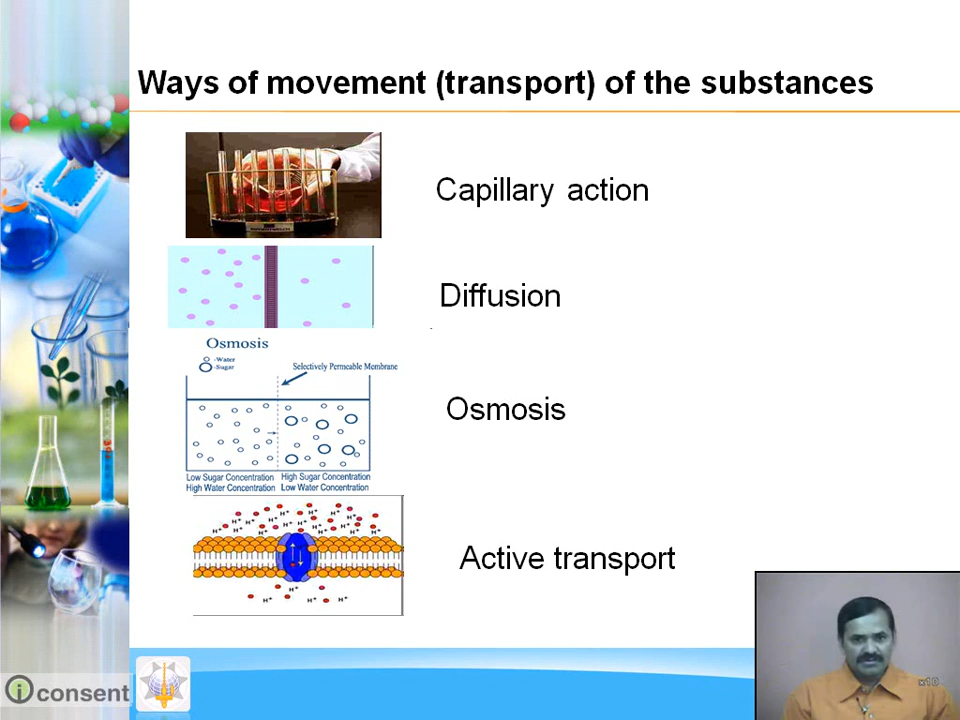 Ways of movement (transport) of the substances
Capillary action
Diffusion
Osmosis
-Water
-Sugar
Selectively Permeable Membrane
Low Sugar Concentration
High Water Concentration
High Sugar Concentration
Low Water Concentration
Osmosis
H+ H+ H+ H+ H+ H+ H+ H+
H+ H+ H+
Active transport
i consent
x10